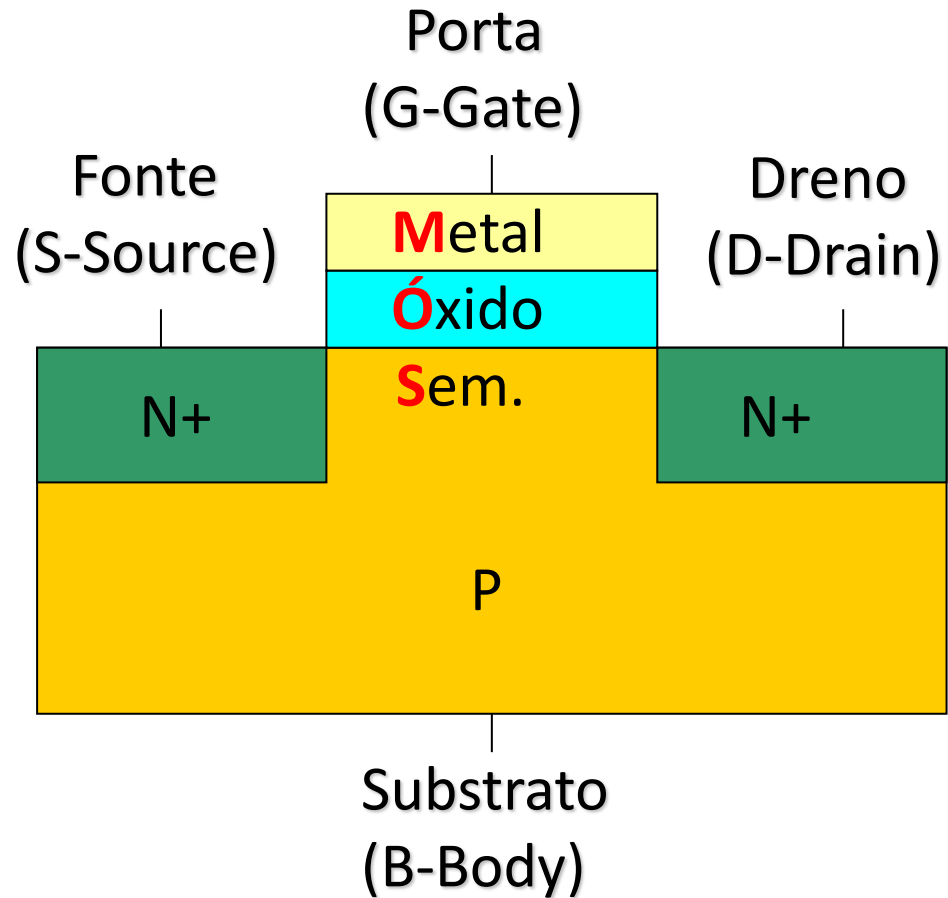 Porta
(G-Gate)
Fonte
(S-Source)
Dreno
(D-Drain)
Metal
Óxido
Sem.
N+
N+
P
Substrato
(B-Body)